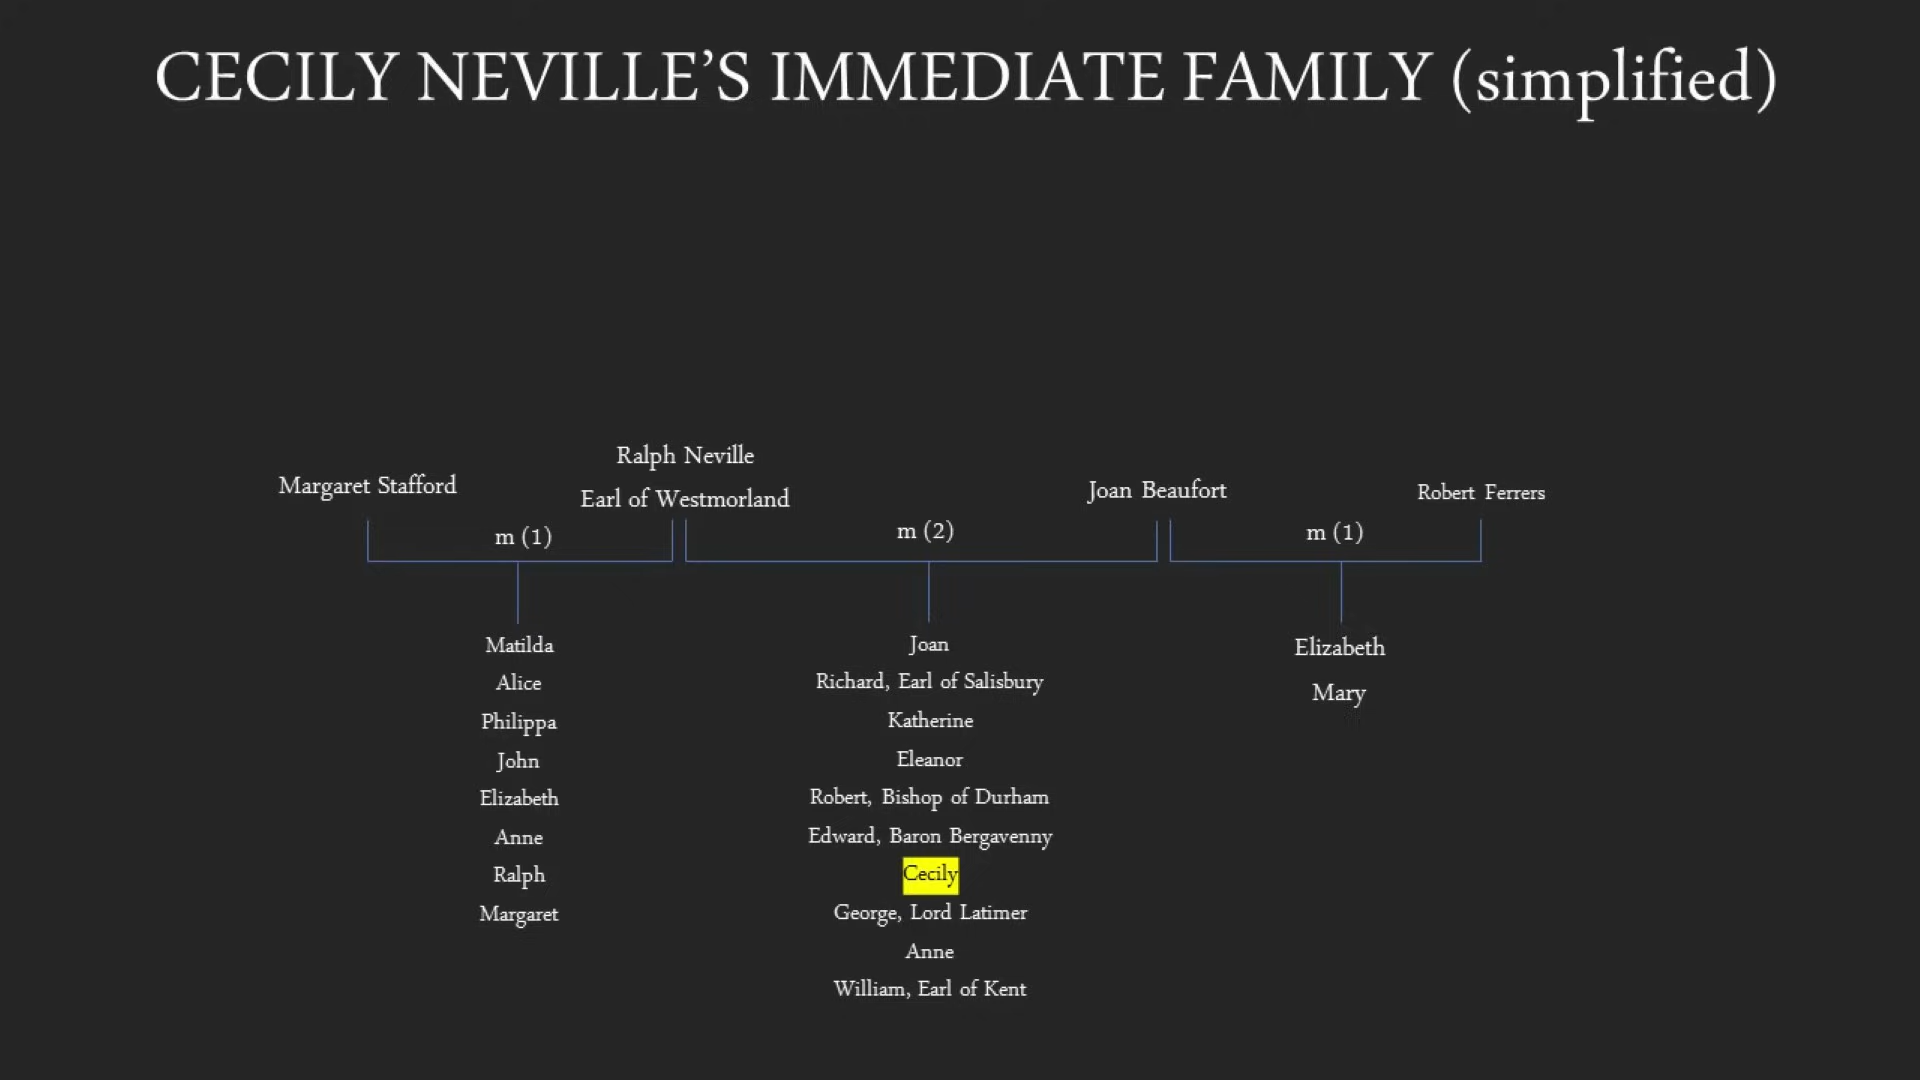 CECILY NEVILLE’S IMMEDIATE FAMILY (simplified)
Margaret Stafford
Ralph Neville
Earl of Westmorland
Joan Beaufort
Robert Ferrers
m (1)
m (2)
m (1)
Matilda
Alice
Philippa
John
Elizabeth
Anne
Ralph
Margaret
Joan
Richard, Earl of Salisbury
Katherine
Eleanor
Robert, Bishop of Durham
Edward, Baron Bergavenny
Cecily
George, Lord Latimer
Anne
William, Earl of Kent
Elizabeth
Mary